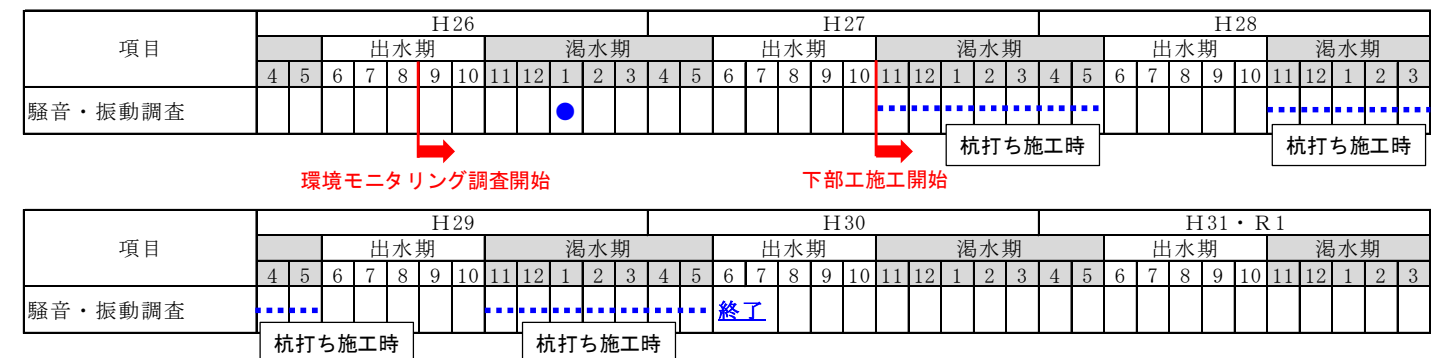 項目 H26 H27 H28
出水期 渇水期 出水期 渇水期 出水期 渇水期
4 5 6 7 8 9 10 11 12 1 2 3 4 5 6 7 8 9 10 11 12 1 2 3 4 5 6 7 8 9 10 11 12 1 2 3
騒音・振動調査
杭打ち施工時 杭打ち施工時
環境モニタリング調査開始 下部工施工開始
項目 H29 H30 H31・R1
出水期 渇水期 出水期 渇水期 出水期 渇水期
4 5 6 7 8 9 10 11 12 1 2 3 4 5 6 7 8 9 10 11 12 1 2 3 4 5 6 7 8 9 10 11 12 1 2 3
騒音・振動調査 終了
杭打ち施工時 杭打ち施工時